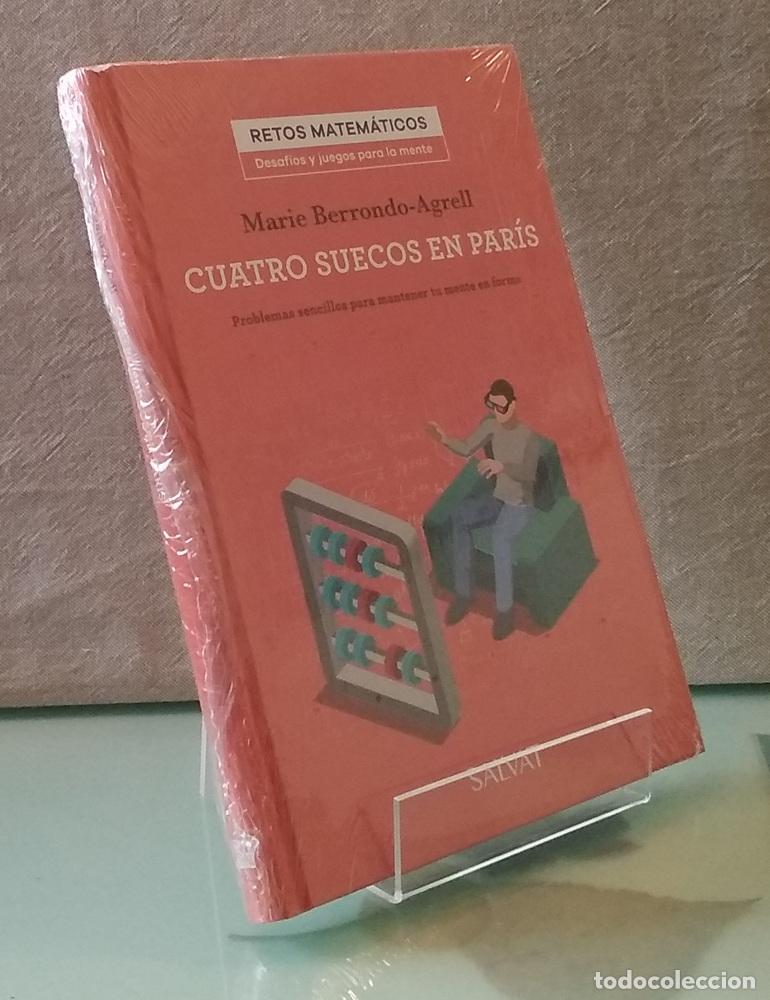 RETOS MATEMÁTICOS
Desafíos y juegos para la mente
Marie Berrondo-Agrell
CUATRO SUECOS EN PARÍS
Problemas sencillos para mantener tu mente en forma
SALVAT
todocoleccion